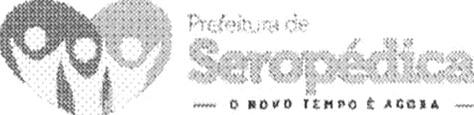 Prefeitura de
Seropédica
O NOVO TEMPO É AGORA